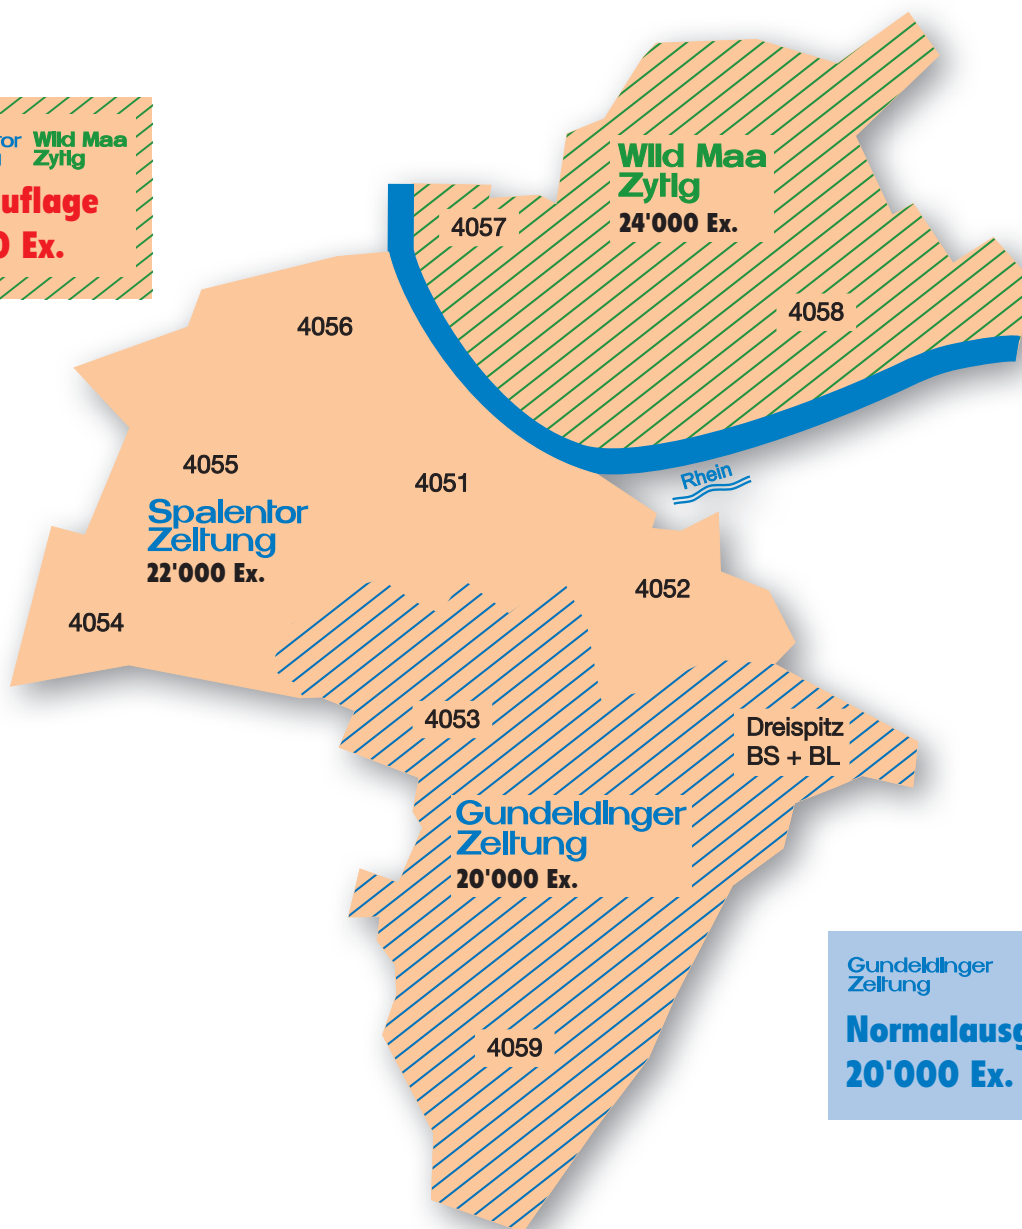 Wild Maa
Zytig
0 Ex.
Wild Maa
Zytig
24'000 Ex.
4057
4058
4056
4055
4051
Rhein
Spalentor
Zeitung
22'000 Ex.
4052
4054
4053
Dreispitz
BS + BL
Gundeldinger
Zeitung
20'000 Ex.
4059
Gundeldinger
Zeitung
20'000 Ex.